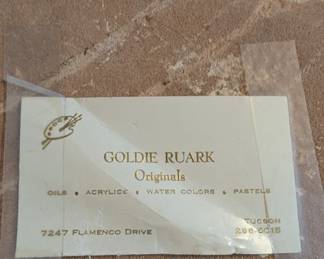 GOLDIE RUARK
Originals
OILS • ACRYLICS • WATER COLORS • PASTELS
TUCSON
7247 FLAMENCO DRIVE